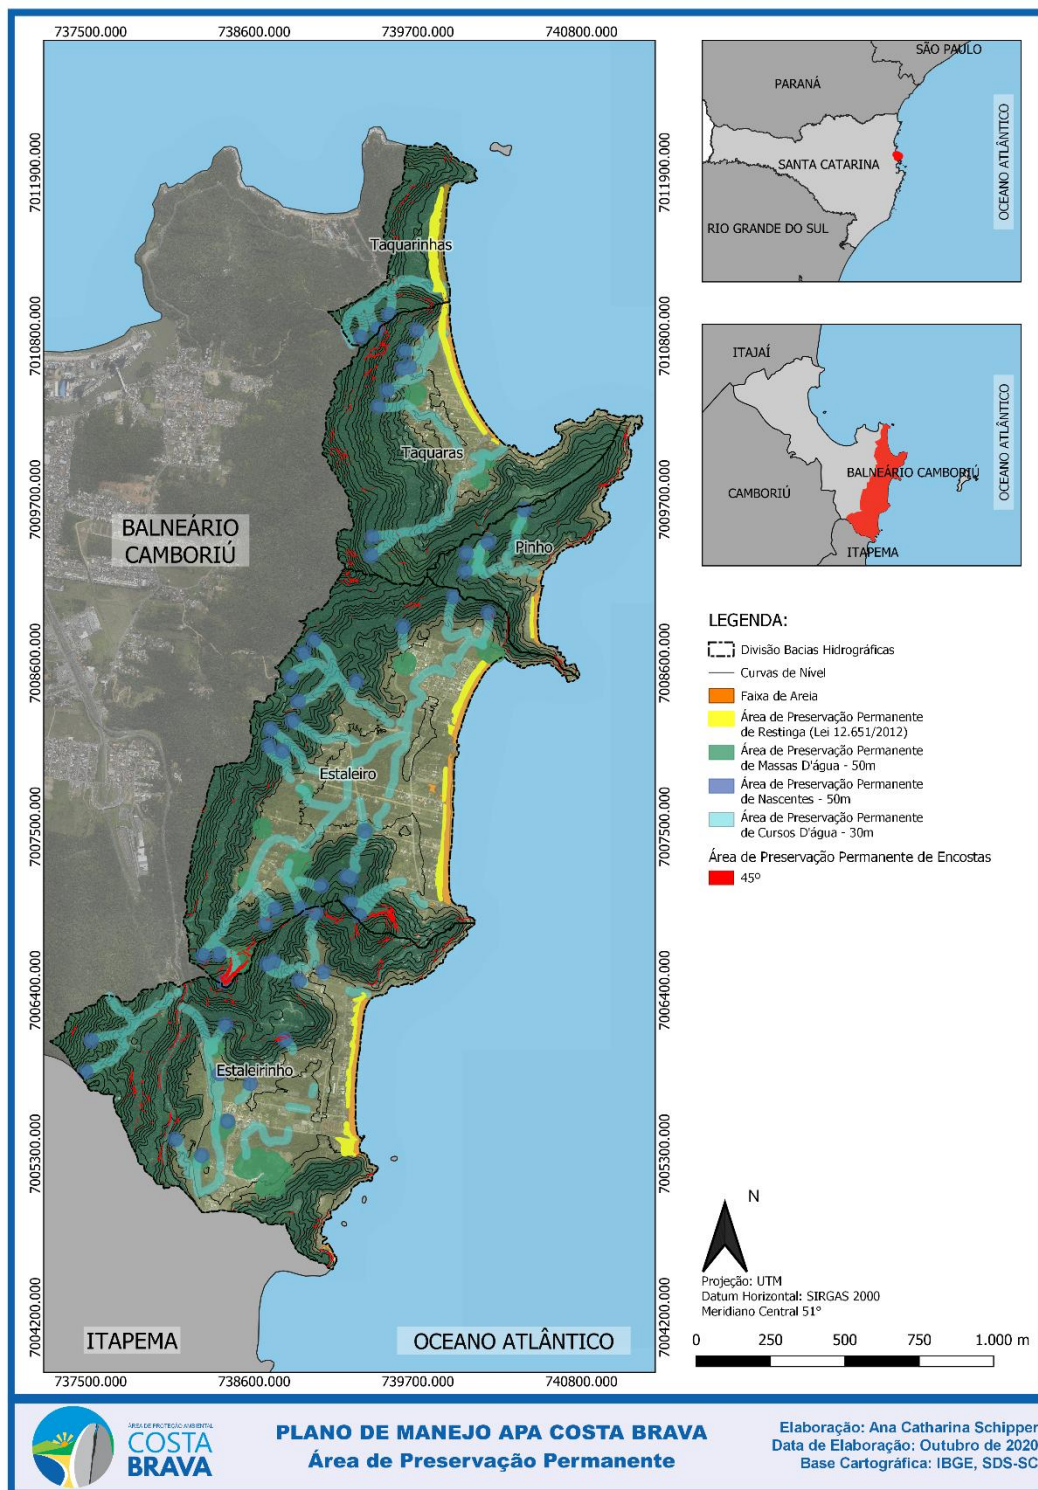 737500.000 738600.000 739700.000 740800.000
7011900.000
7010800.000
7009700.000
7008600.000
7007500.000
7006400.000
7005300.000
7004200.000
Taquarinhas
Taquaras
Pinho
BALNEÁRIO
CAMBORIÚ
Estaleiro
Estaleirinho
ITAPEMA
OCEANO ATLÂNTICO
7011900.000
7010800.000
7009700.000
7008600.000
7007500.000
7006400.000
7005300.000
7004200.000
737500.000 738600.000 739700.000 740800.000
SÃO PAULO
PARANÁ
SANTA CATARINA
RIO GRANDE DO SUL
OCEANO ATLÂNTICO
ITAJAÍ
BALNEÁRIO CAMBORIÚ
CAMBORIÚ
ITAPEMA
OCEANO ATLÂNTICO
LEGENDA:
Divisão Bacias Hidrográficas
Curvas de Nível
Faixa de Areia
Área de Preservação Permanente
de Restinga (Lei 12.651/2012)
Área de Preservação Permanente
de Massas D'água - 50m
Área de Preservação Permanente
de Nascentes - 50m
Área de Preservação Permanente
de Cursos D'água - 30m
Área de Preservação Permanente de Encostas
45º
N
Projeção: UTM
Datum Horizontal: SIRGAS 2000
Meridiano Central 51°
0 250 500 750 1.000 m
ÁREA DE PROTEÇÃO AMBIENTAL
COSTA
BRAVA
PLANO DE MANEJO APA COSTA BRAVA
Área de Preservação Permanente
Elaboração: Ana Catharina Schipper
Data de Elaboração: Outubro de 2020
Base Cartográfica: IBGE, SDS-SC